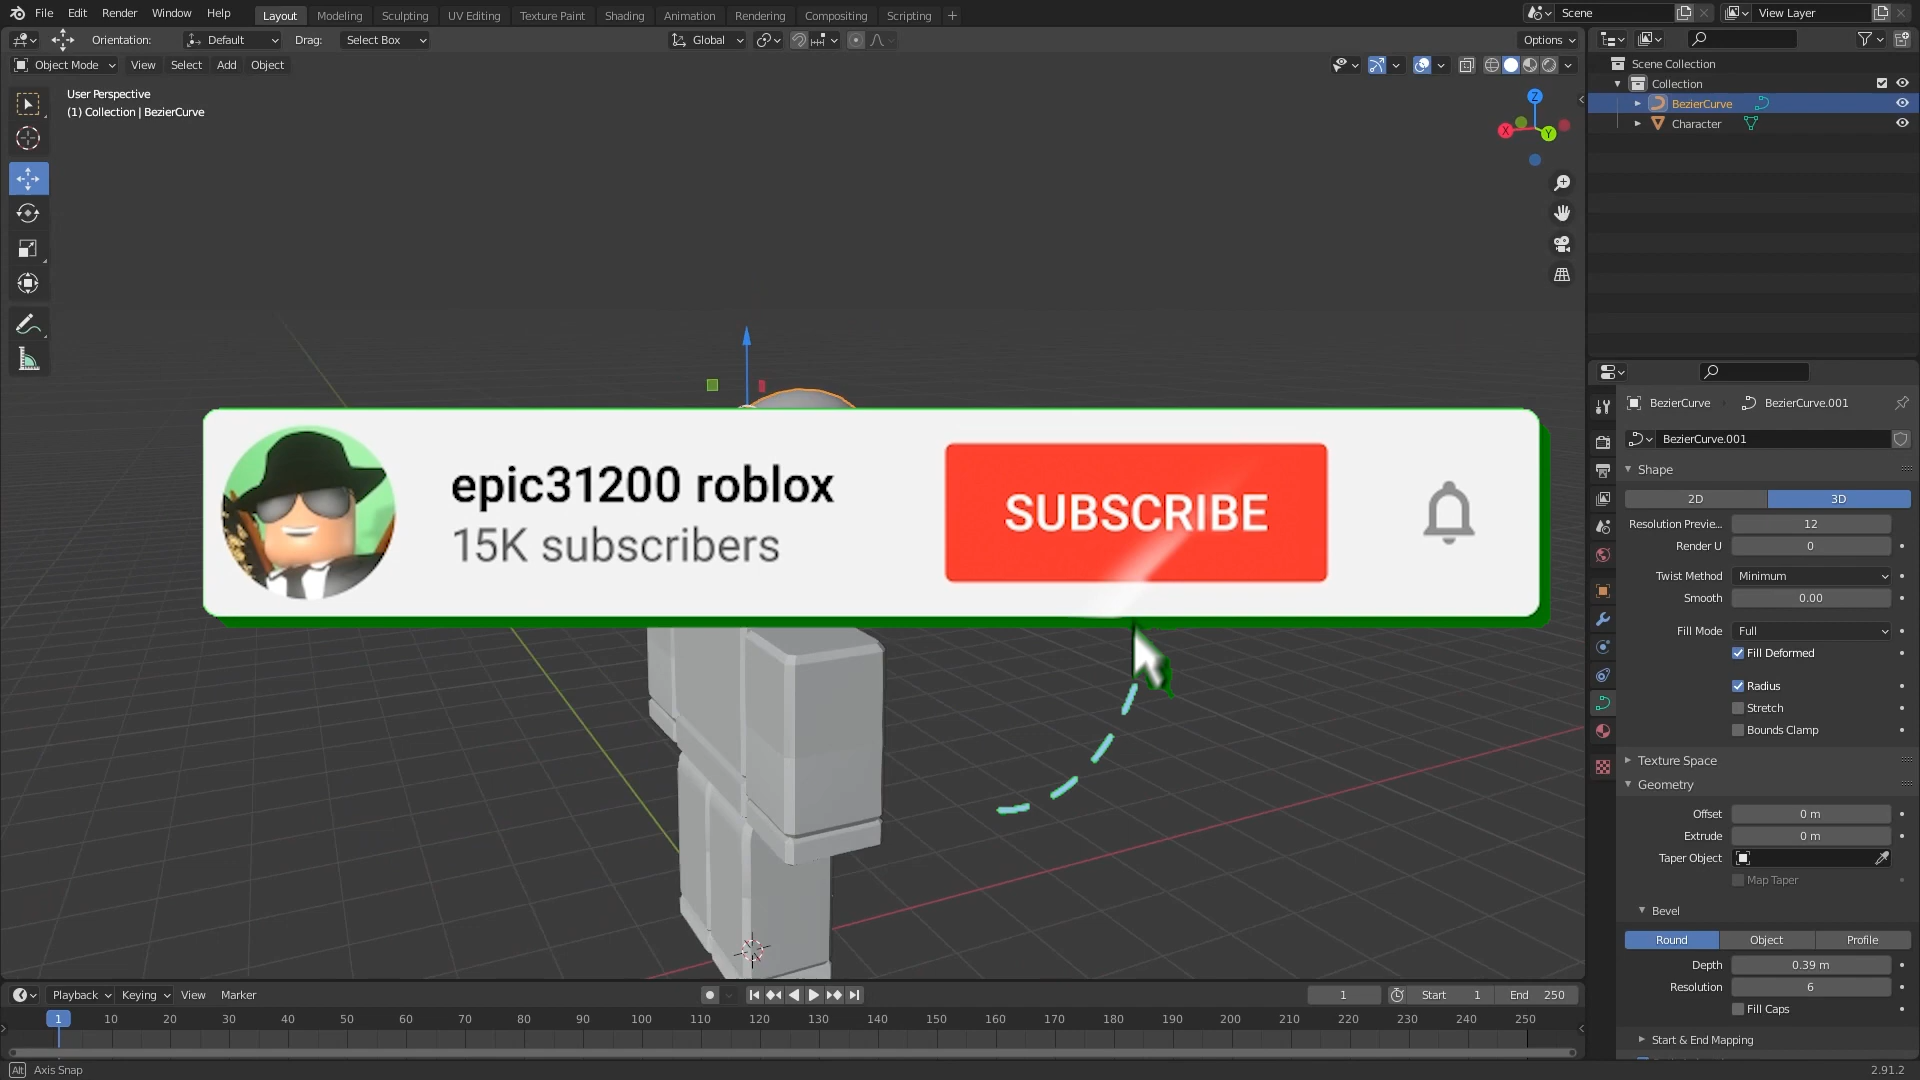 File Edit Render Window Help Layout Modeling Sculpting UV Editing Texture Paint Shading Animation Rendering Compositing Scripting + Scene View Layer
Orientation: Default Drag: Select Box Global Options
Object Mode View Select Add Object
User Perspective
(1) Collection | BezierCurve
Z
X
Y
epic31200 roblox
15K subscribers
SUBSCRIBE
Scene Collection
Collection
BezierCurve
Character
BezierCurve BezierCurve.001
BezierCurve.001
Shape
2D 3D
Resolution Previe... 12
Render U 0
Twist Method Minimum
Smooth 0.00
Fill Mode Full
Fill Deformed
Radius
Stretch
Bounds Clamp
Texture Space
Geometry
Offset 0 m
Extrude 0 m
Taper Object
Map Taper
Bevel
Round Object Profile
Depth 0.39 m
Resolution 6
Fill Caps
Start & End Mapping
Playback Keying View Marker 1 Start 1 End 250
1 10 20 30 40 50 60 70 80 90 100 110 120 130 140 150 160 170 180 190 200 210 220 230 240 250
Alt Axis Snap 2.91.2